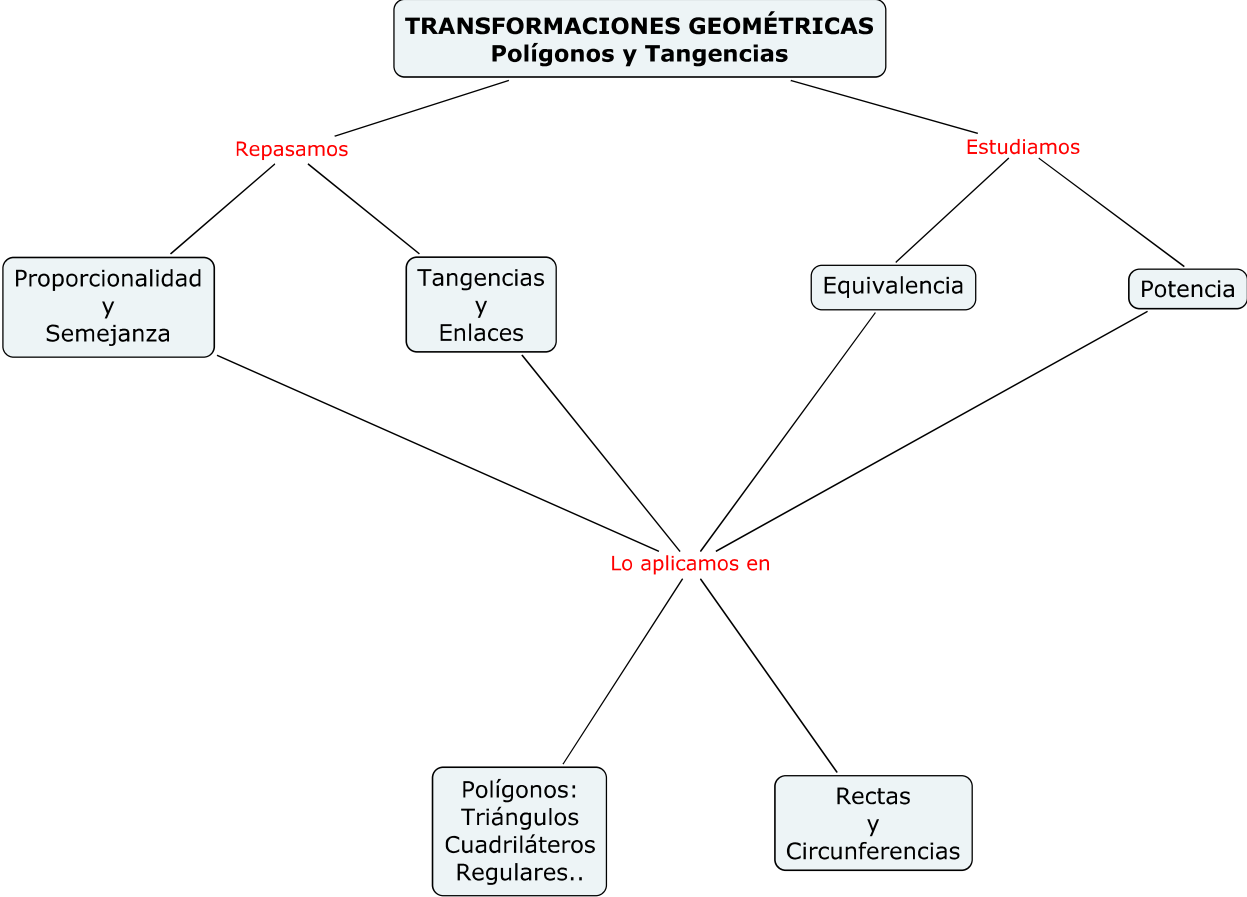 TRANSFORMACIONES GEOMÉTRICAS
Polígonos y Tangencias
Repasamos
Estudiamos
Proporcionalidad
y
Semejanza
Tangencias
y
Enlaces
Equivalencia
Potencia
Lo aplicamos en
Polígonos:
Triángulos
Cuadriláteros
Regulares..
Rectas
y
Circunferencias